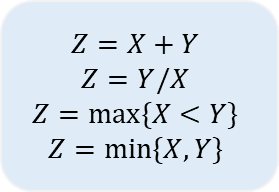 Z = X + Y
Z = Y/X
Z = max{X < Y}
Z = min{X, Y}